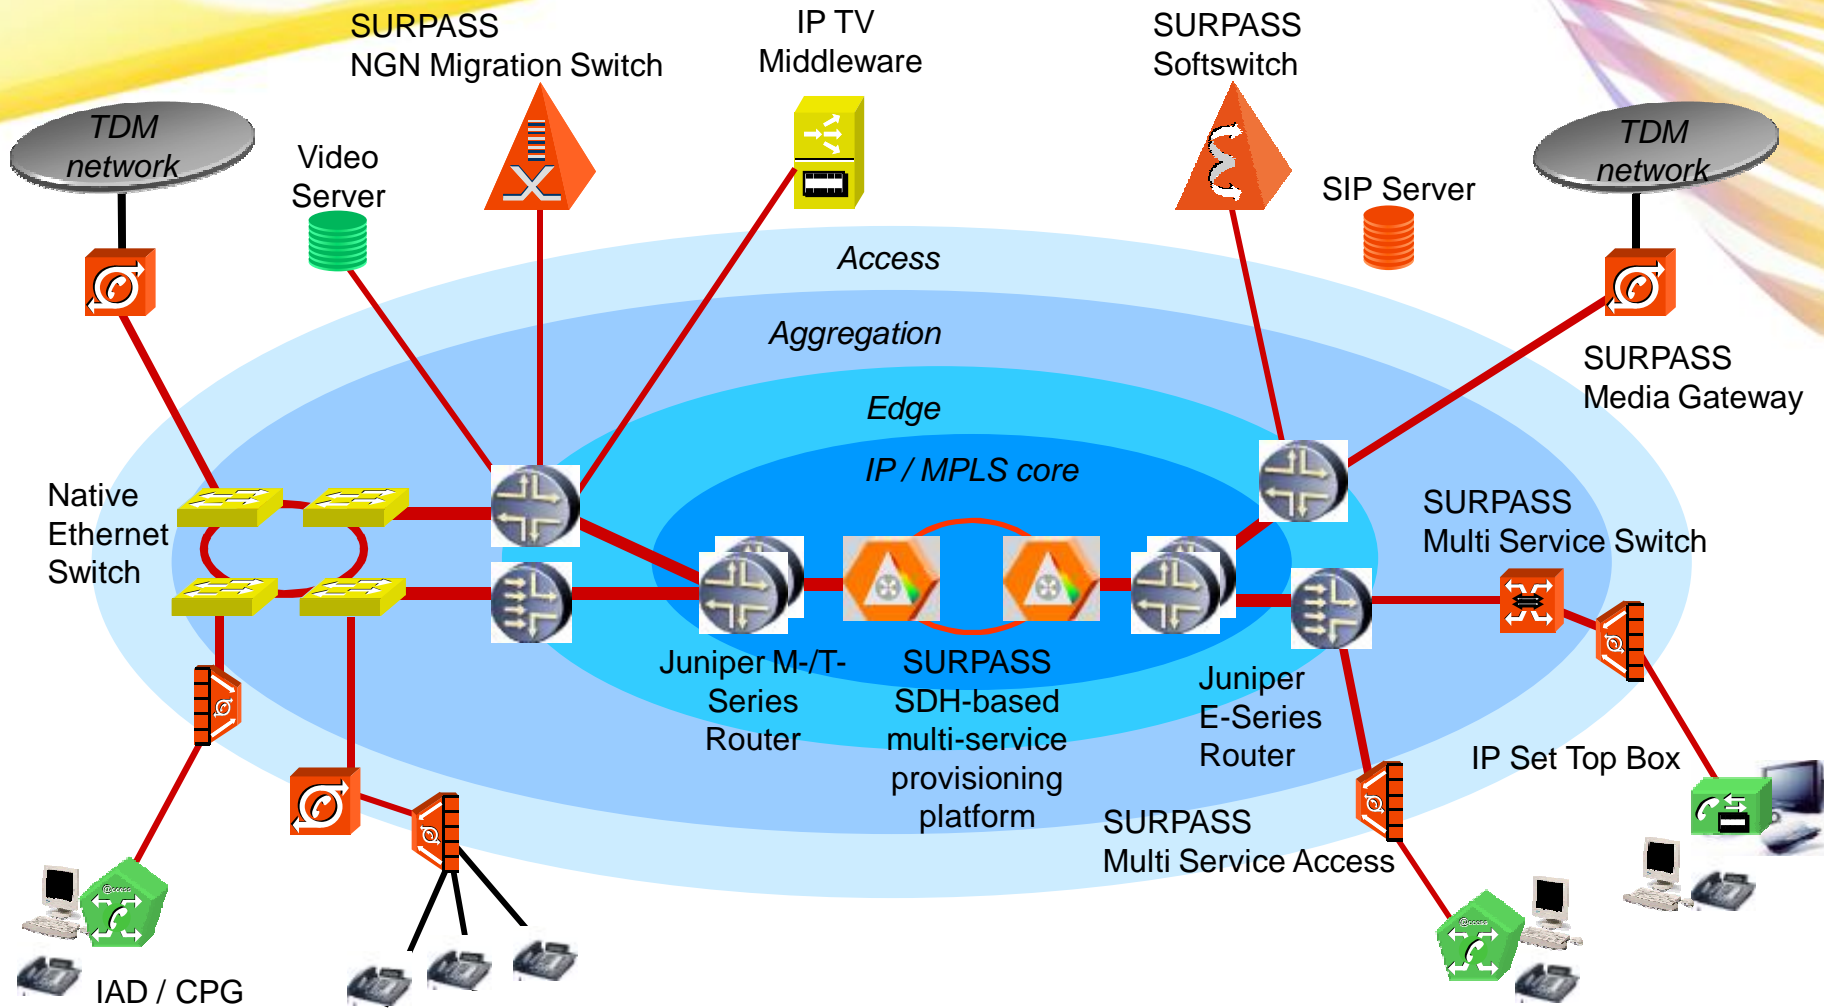 SURPASS
NGN Migration Switch
IP TV
Middleware
SURPASS
Softswitch
TDM
network
Video
Server
SIP Server
TDM
network
Access
Aggregation
SURPASS
Media Gateway
Edge
IP / MPLS core
Native
Ethernet
Switch
SURPASS
Multi Service Switch
Juniper M-/T-
Series
Router
SURPASS
SDH-based
multi-service
provisioning
platform
Juniper
E-Series
Router
IP Set Top Box
SURPASS
Multi Service Access
@ccess
@ccess
IAD / CPG